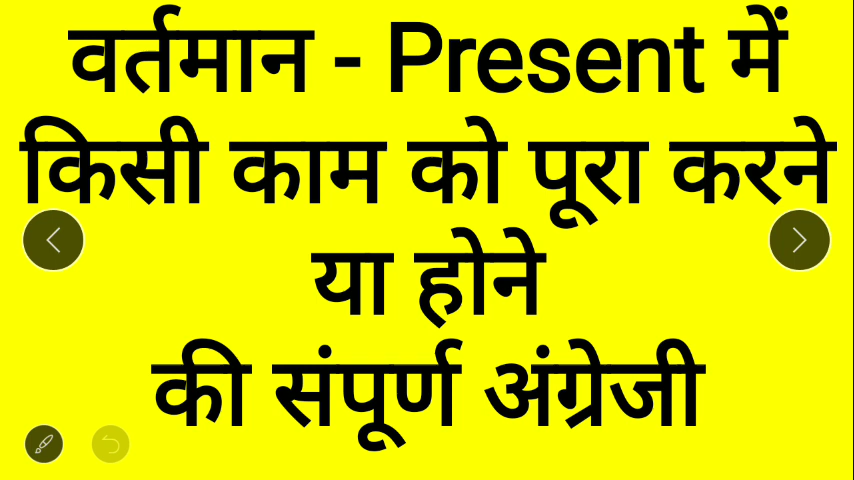 वर्तमान - Present में
किसी काम को पूरा करने
या होने
की संपूर्ण अंग्रेजी